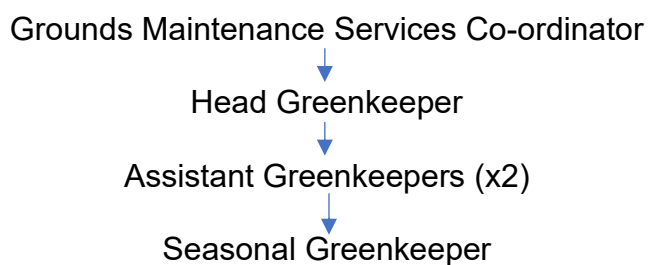 Grounds Maintenance Services Co-ordinator
Head Greenkeeper
Assistant Greenkeepers (x2)
Seasonal Greenkeeper